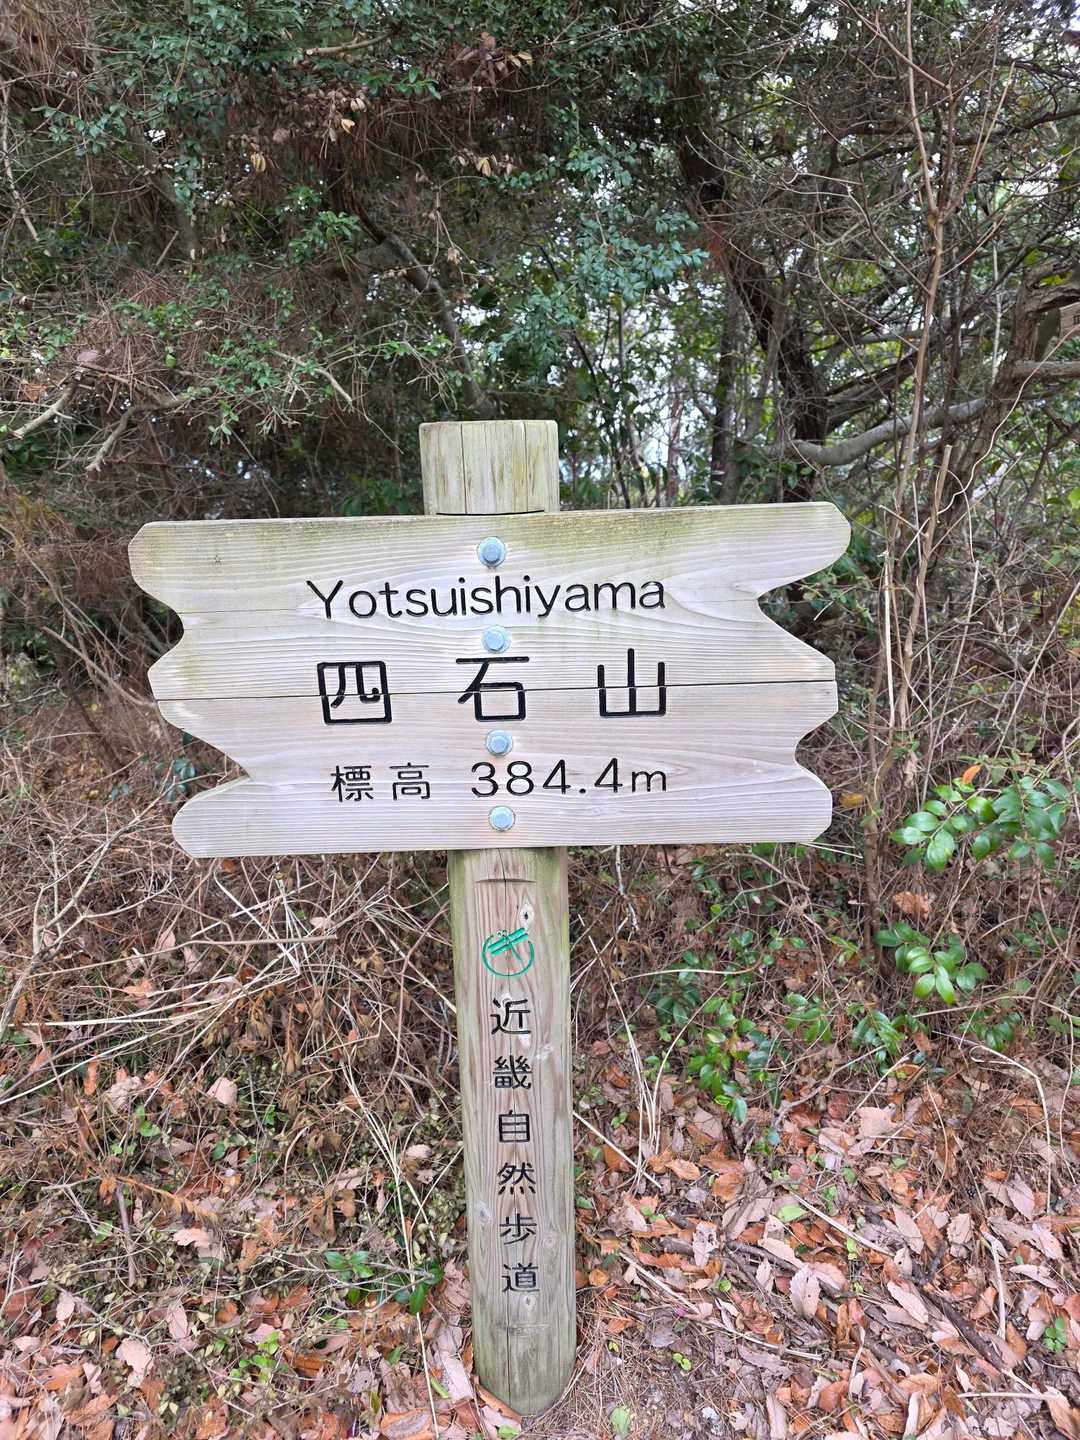 Yotsuishiyama
四石山
標高 384.4m
近畿自然歩道